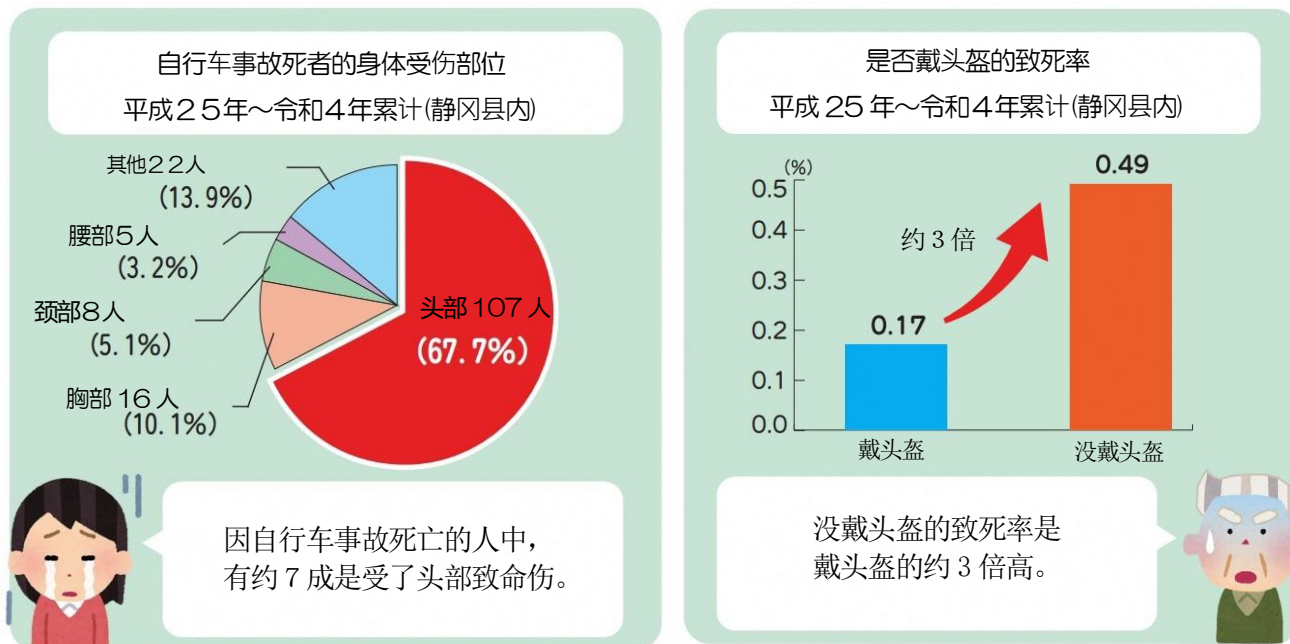 自行车事故死者的身体受伤部位
平成２５年～令和４年累计(静冈县内)
其他２２人
(13.9%)
腰部５人
(3.2%)
颈部８人
(5.1%)
胸部 16 人
(10.1%)
头部 107 人
(67.7%)
因自行车事故死亡的人中，
有约 7 成是受了头部致命伤。
是否戴头盔的致死率
平成 25 年～令和４年累计(静冈县内)
(%)
0.5
0.4
0.3
0.2
0.1
0.0
0.17
约 3 倍
0.49
戴头盔
没戴头盔
没戴头盔的致死率是
戴头盔的约 3 倍高。